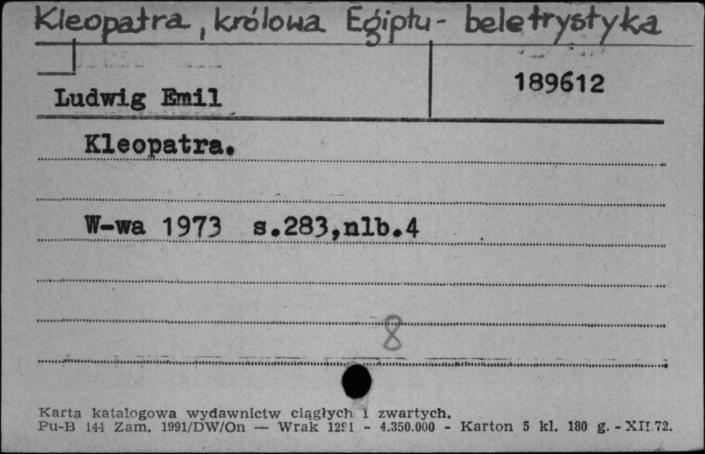 Kleopatra, królowa Egiptu - beletrystyka
189612
Ludwig Emil
Kleopatra.
W-wa 1973 s.283,nlb.4
8
Karta katalogowa wydawnictw ciągłych i zwartych.
Pu-B 144 Zam. 1991/DW/On — Wrak 1291 - 4.350.000 - Karton 5 kl. 180 g. - XII.72.